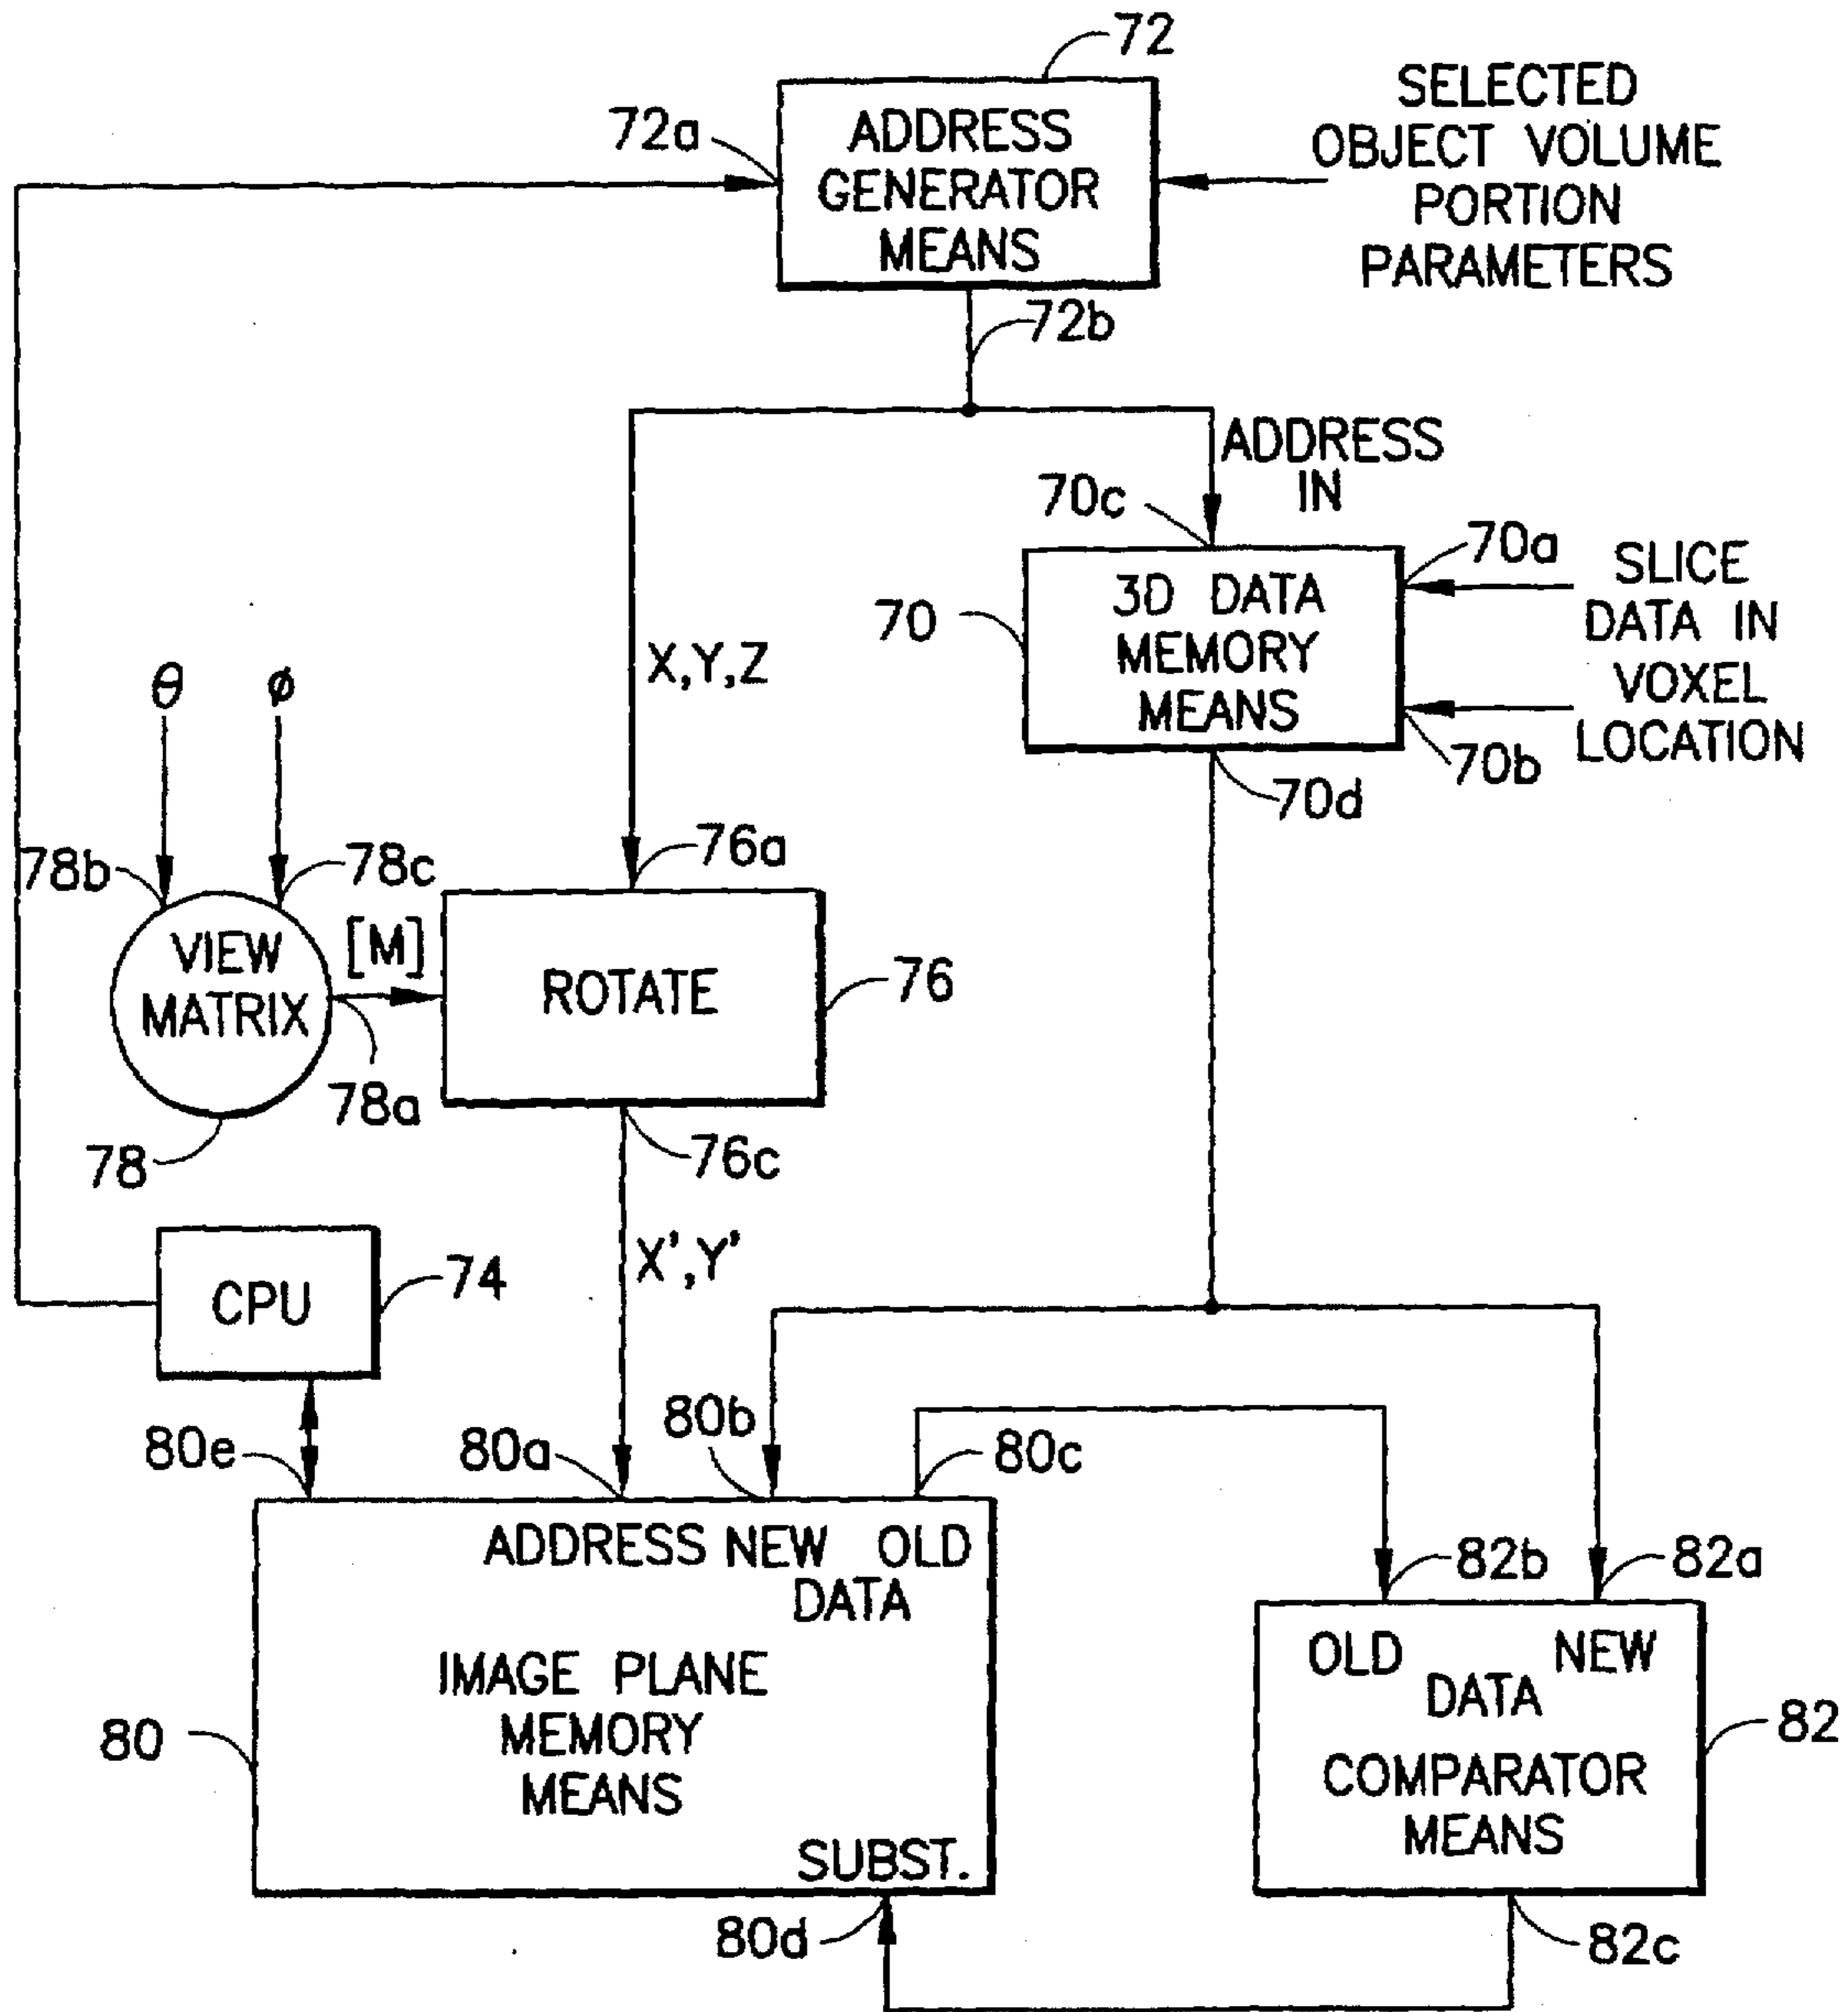 72
SELECTED
OBJECT VOLUME
PORTION
PARAMETERS
72a
ADDRESS
GENERATOR
MEANS
72b
ADDRESS
IN
70c
70a
SLICE
DATA IN
VOXEL
LOCATION
70
3D DATA
MEMORY
MEANS
70b
70d
X,Y,Z
θ
φ
78b
78c
76a
VIEW
MATRIX
[M]
ROTATE
76
78a
78
76c
X',Y'
CPU
74
80e
80a
80b
80c
82b
82a
ADDRESS NEW OLD
DATA
IMAGE PLANE
MEMORY
MEANS
80
SUBST.
80d
OLD NEW
DATA
COMPARATOR
MEANS
82
82c